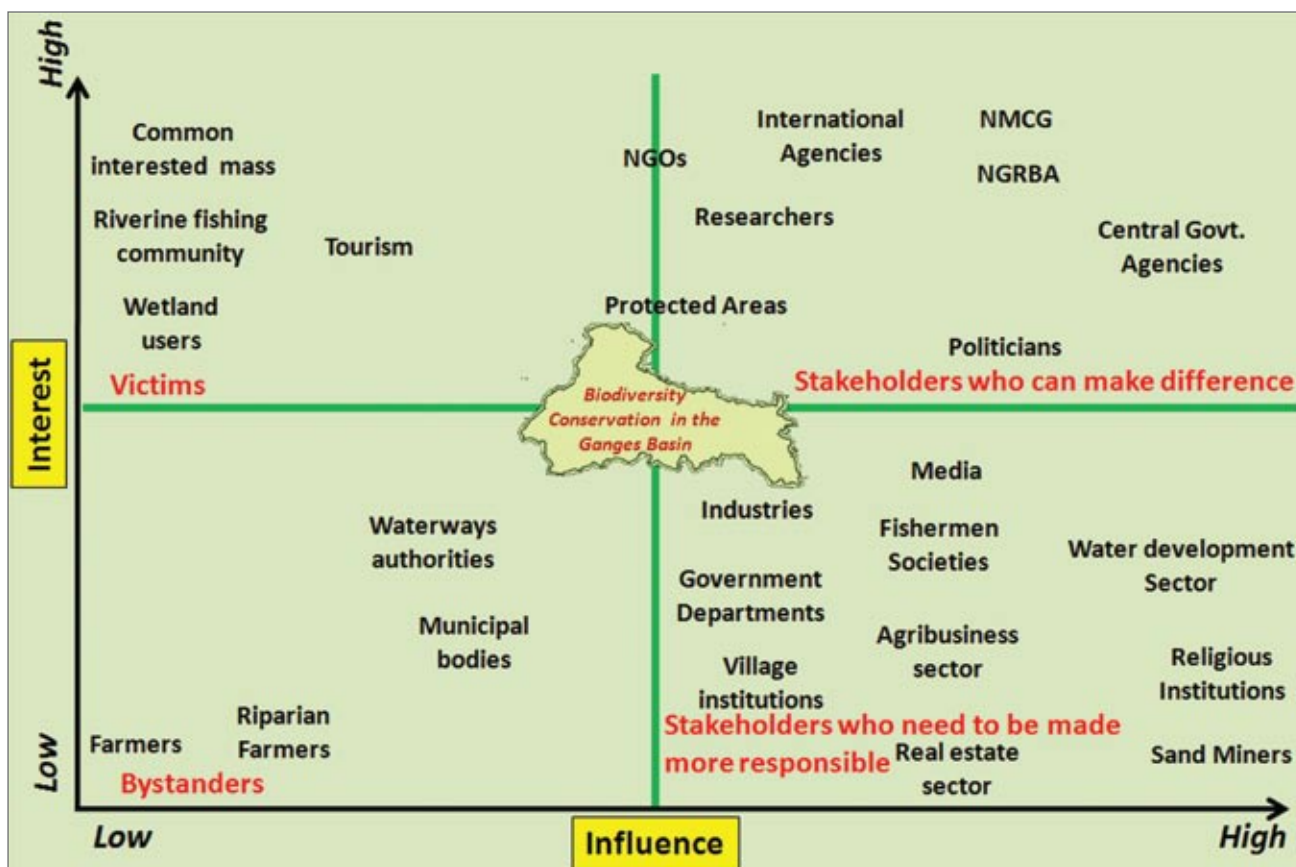 High
Common
interested mass
Riverine fishing
community
Tourism
Wetland
users
Victims
NGOs
International
Agencies
NMCG
NGRBA
Researchers
Central Govt.
Agencies
Protected Areas
Politicians
Stakeholders who can make difference
Interest
Biodiversity
Conservation in the
Ganges Basin
Waterways
authorities
Municipal
bodies
Riparian
Farmers
Farmers
Bystanders
Media
Industries
Fishermen
Societies
Water development
Sector
Government
Departments
Agribusiness
sector
Village
institutions
Religious
Institutions
Stakeholders who need to be made
more responsible
Real estate
sector
Sand Miners
Low
Low
Influence
High